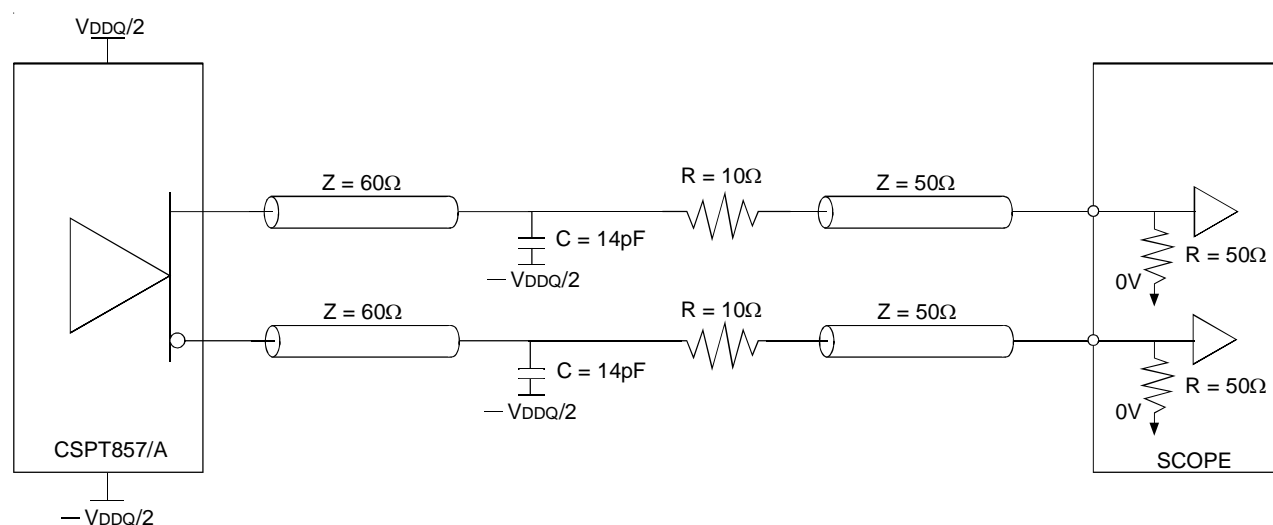 VDDQ/2
Z = 60Ω
R = 10Ω
Z = 50Ω
C = 14pF
R = 50Ω
— VDDQ/2
0V
Z = 60Ω
R = 10Ω
Z = 50Ω
C = 14pF
R = 50Ω
— VDDQ/2
0V
CSPT857/A
SCOPE
— VDDQ/2